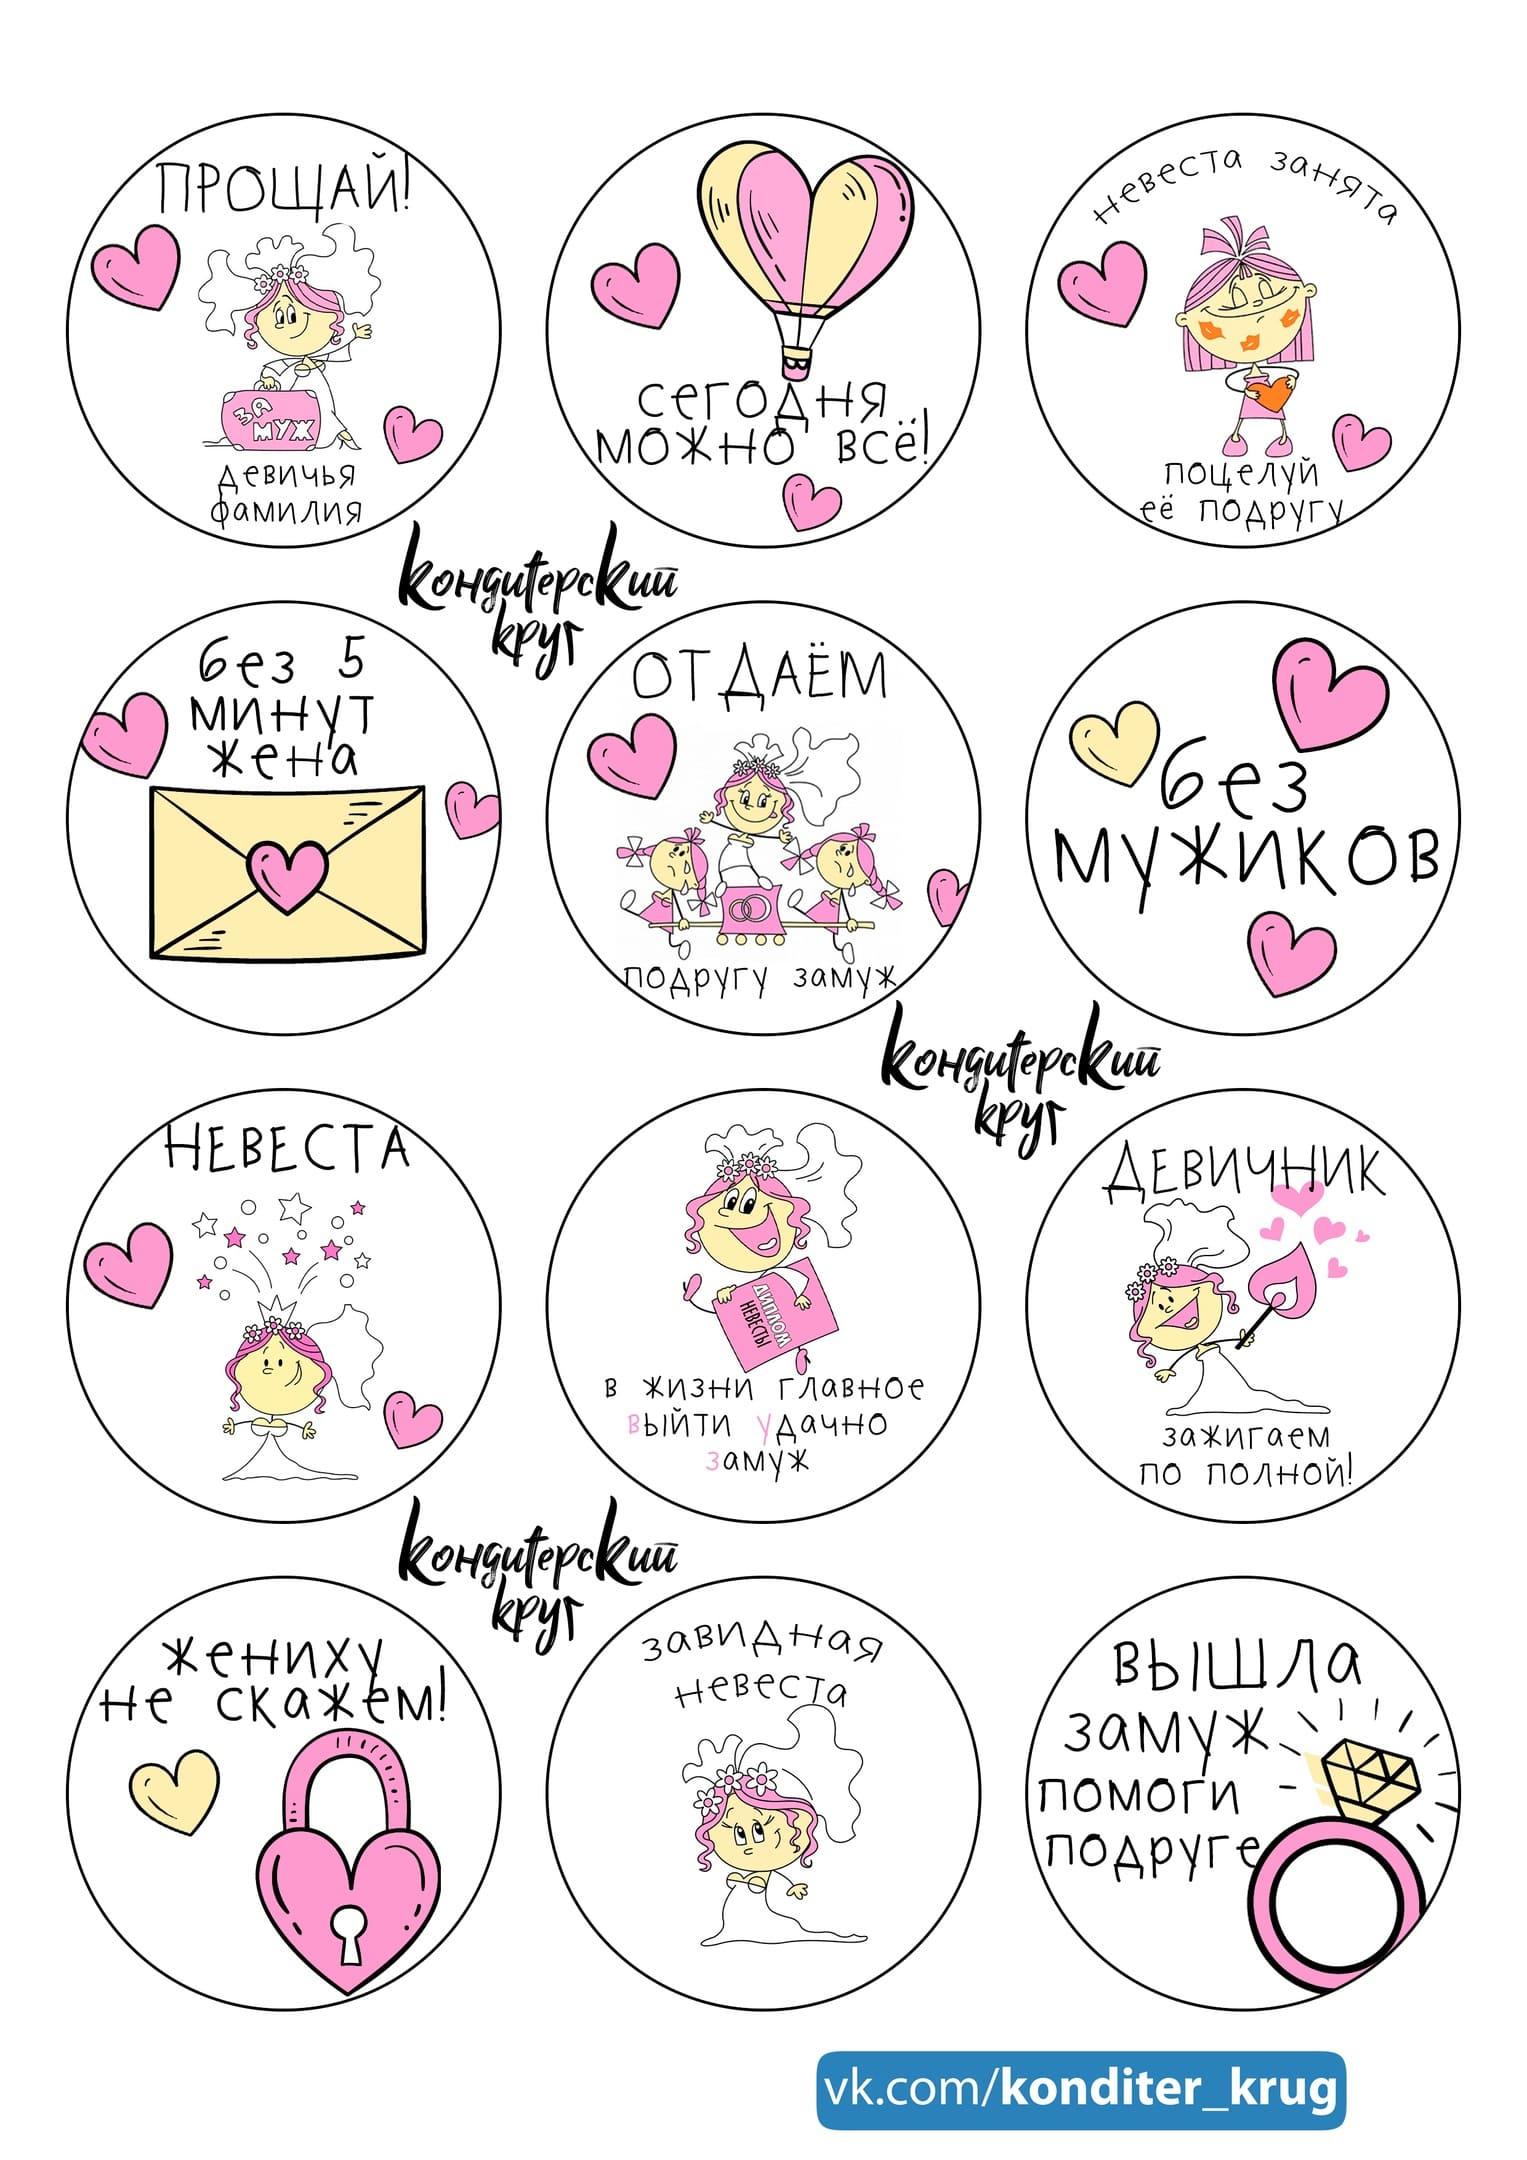 ПРОЩАЙ!
ЗА
МУЖ
девичья
фамилия
сегодня
можно всё!
невеста занята
поцелуй
её подругу
кондитерский
круг
без 5
минут
жена
ОТДАЁМ
подругу замуж
без
мужиков
кондитерский
круг
НЕВЕСТА
ДИПЛОМ
НЕВЕСТЫ
в жизни главное
выйти удачно
замуж
ДЕВИЧНИК
зажигаем
по полной!
кондитерский
круг
жениху
не скажем!
завидная
невеста
вышла
замуж
помоги
подруге
vk.com/konditer_krug